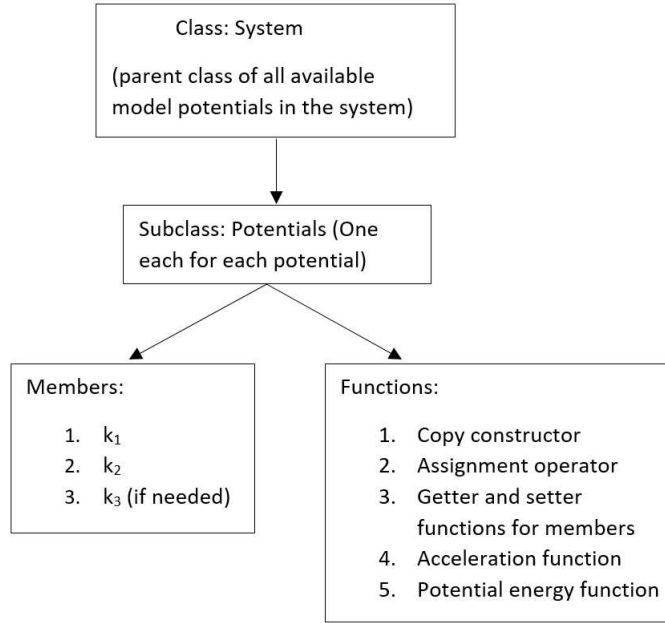 Class: System
(parent class of all available
model potentials in the system)
Subclass: Potentials (One
each for each potential)
Members:
1. k₁
2. k₂
3. k₃ (if needed)
Functions:
1. Copy constructor
2. Assignment operator
3. Getter and setter
functions for members
4. Acceleration function
5. Potential energy function